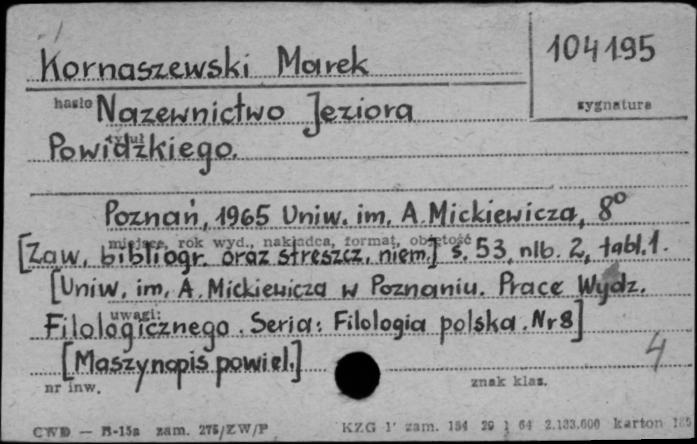 Kornaszewski Marek
104195
hasło Nazewnictwo Jeziora
sygnatura
tytuł
Powidzkiego.
Poznań, 1965 Uniw. im. A. Mickiewicza, 8°
miejsce, rok wyd., nakładca, format, objętość
[Zaw. bibliogr. oraz streszcz. niem.] s. 53, nlb. 2, tabl. 1.
[Uniw. im. A. Mickiewicza w Poznaniu. Prace Wydz.
uwagi:
Filologicznego. Seria: Filologia polska. Nr 8]
[Maszynopis powiel.]
4
nr inw.
znak klas.
CWD — zam. 276/ZW/P
KZG 1' zam. 154 29 1 64 2.133.000 karton